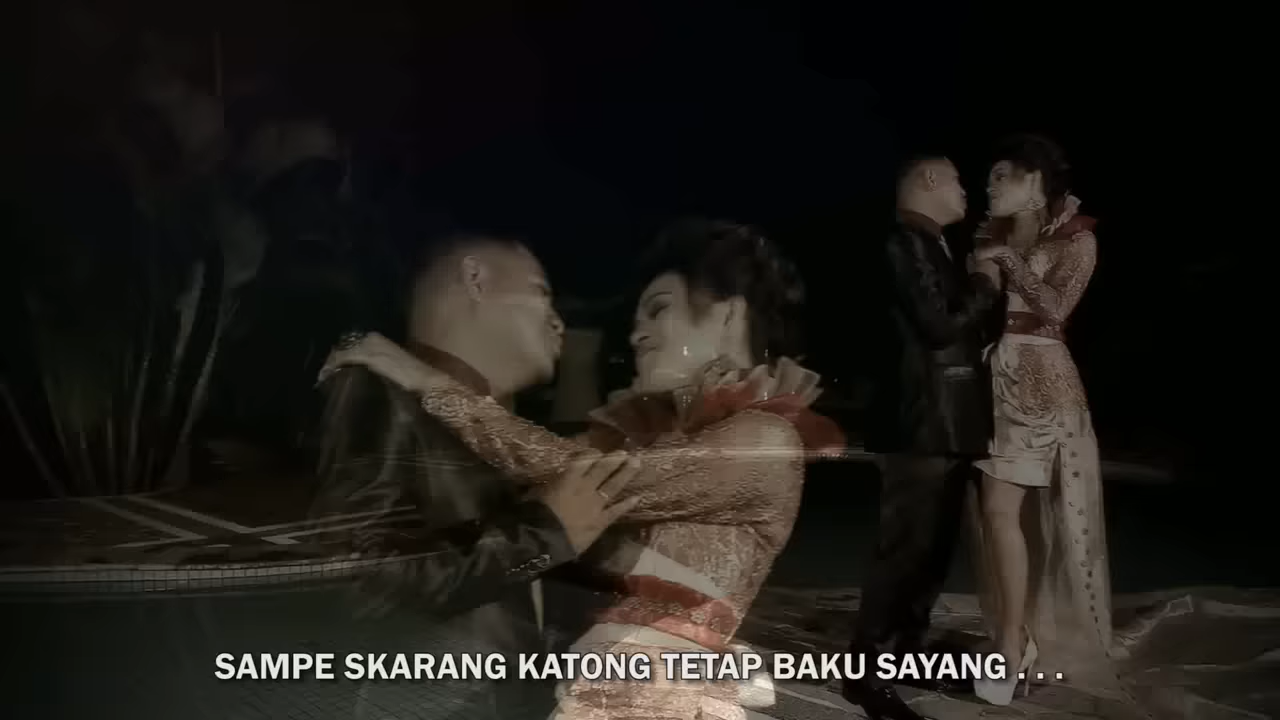 SAMPE SKARANG KATONG TETAP BAKU SAYANG . . .